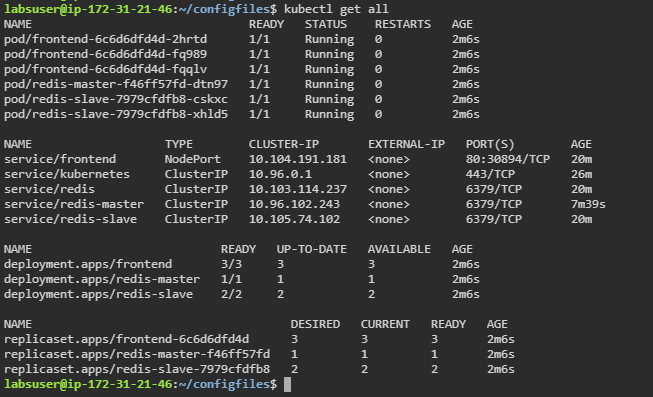 labsuser@ip-172-31-21-46:~/configfiles$ kubectl get all
NAME READY STATUS RESTARTS AGE
pod/frontend-6c6d6dfd4d-2hrtd 1/1 Running 0 2m6s
pod/frontend-6c6d6dfd4d-fq989 1/1 Running 0 2m6s
pod/frontend-6c6d6dfd4d-fqqlv 1/1 Running 0 2m6s
pod/redis-master-f46ff57fd-dtn97 1/1 Running 0 2m6s
pod/redis-slave-7979cfdfb8-cskxc 1/1 Running 0 2m6s
pod/redis-slave-7979cfdfb8-xhld5 1/1 Running 0 2m6s
NAME TYPE CLUSTER-IP EXTERNAL-IP PORT(S) AGE
service/frontend NodePort 10.104.191.181 <none> 80:30894/TCP 20m
service/kubernetes ClusterIP 10.96.0.1 <none> 443/TCP 26m
service/redis ClusterIP 10.103.114.237 <none> 6379/TCP 20m
service/redis-master ClusterIP 10.96.102.243 <none> 6379/TCP 7m39s
service/redis-slave ClusterIP 10.105.74.102 <none> 6379/TCP 20m
NAME READY UP-TO-DATE AVAILABLE AGE
deployment.apps/frontend 3/3 3 3 2m6s
deployment.apps/redis-master 1/1 1 1 2m6s
deployment.apps/redis-slave 2/2 2 2 2m6s
NAME DESIRED CURRENT READY AGE
replicaset.apps/frontend-6c6d6dfd4d 3 3 3 2m6s
replicaset.apps/redis-master-f46ff57fd 1 1 1 2m6s
replicaset.apps/redis-slave-7979cfdfb8 2 2 2 2m6s
labsuser@ip-172-31-21-46:~/configfiles$